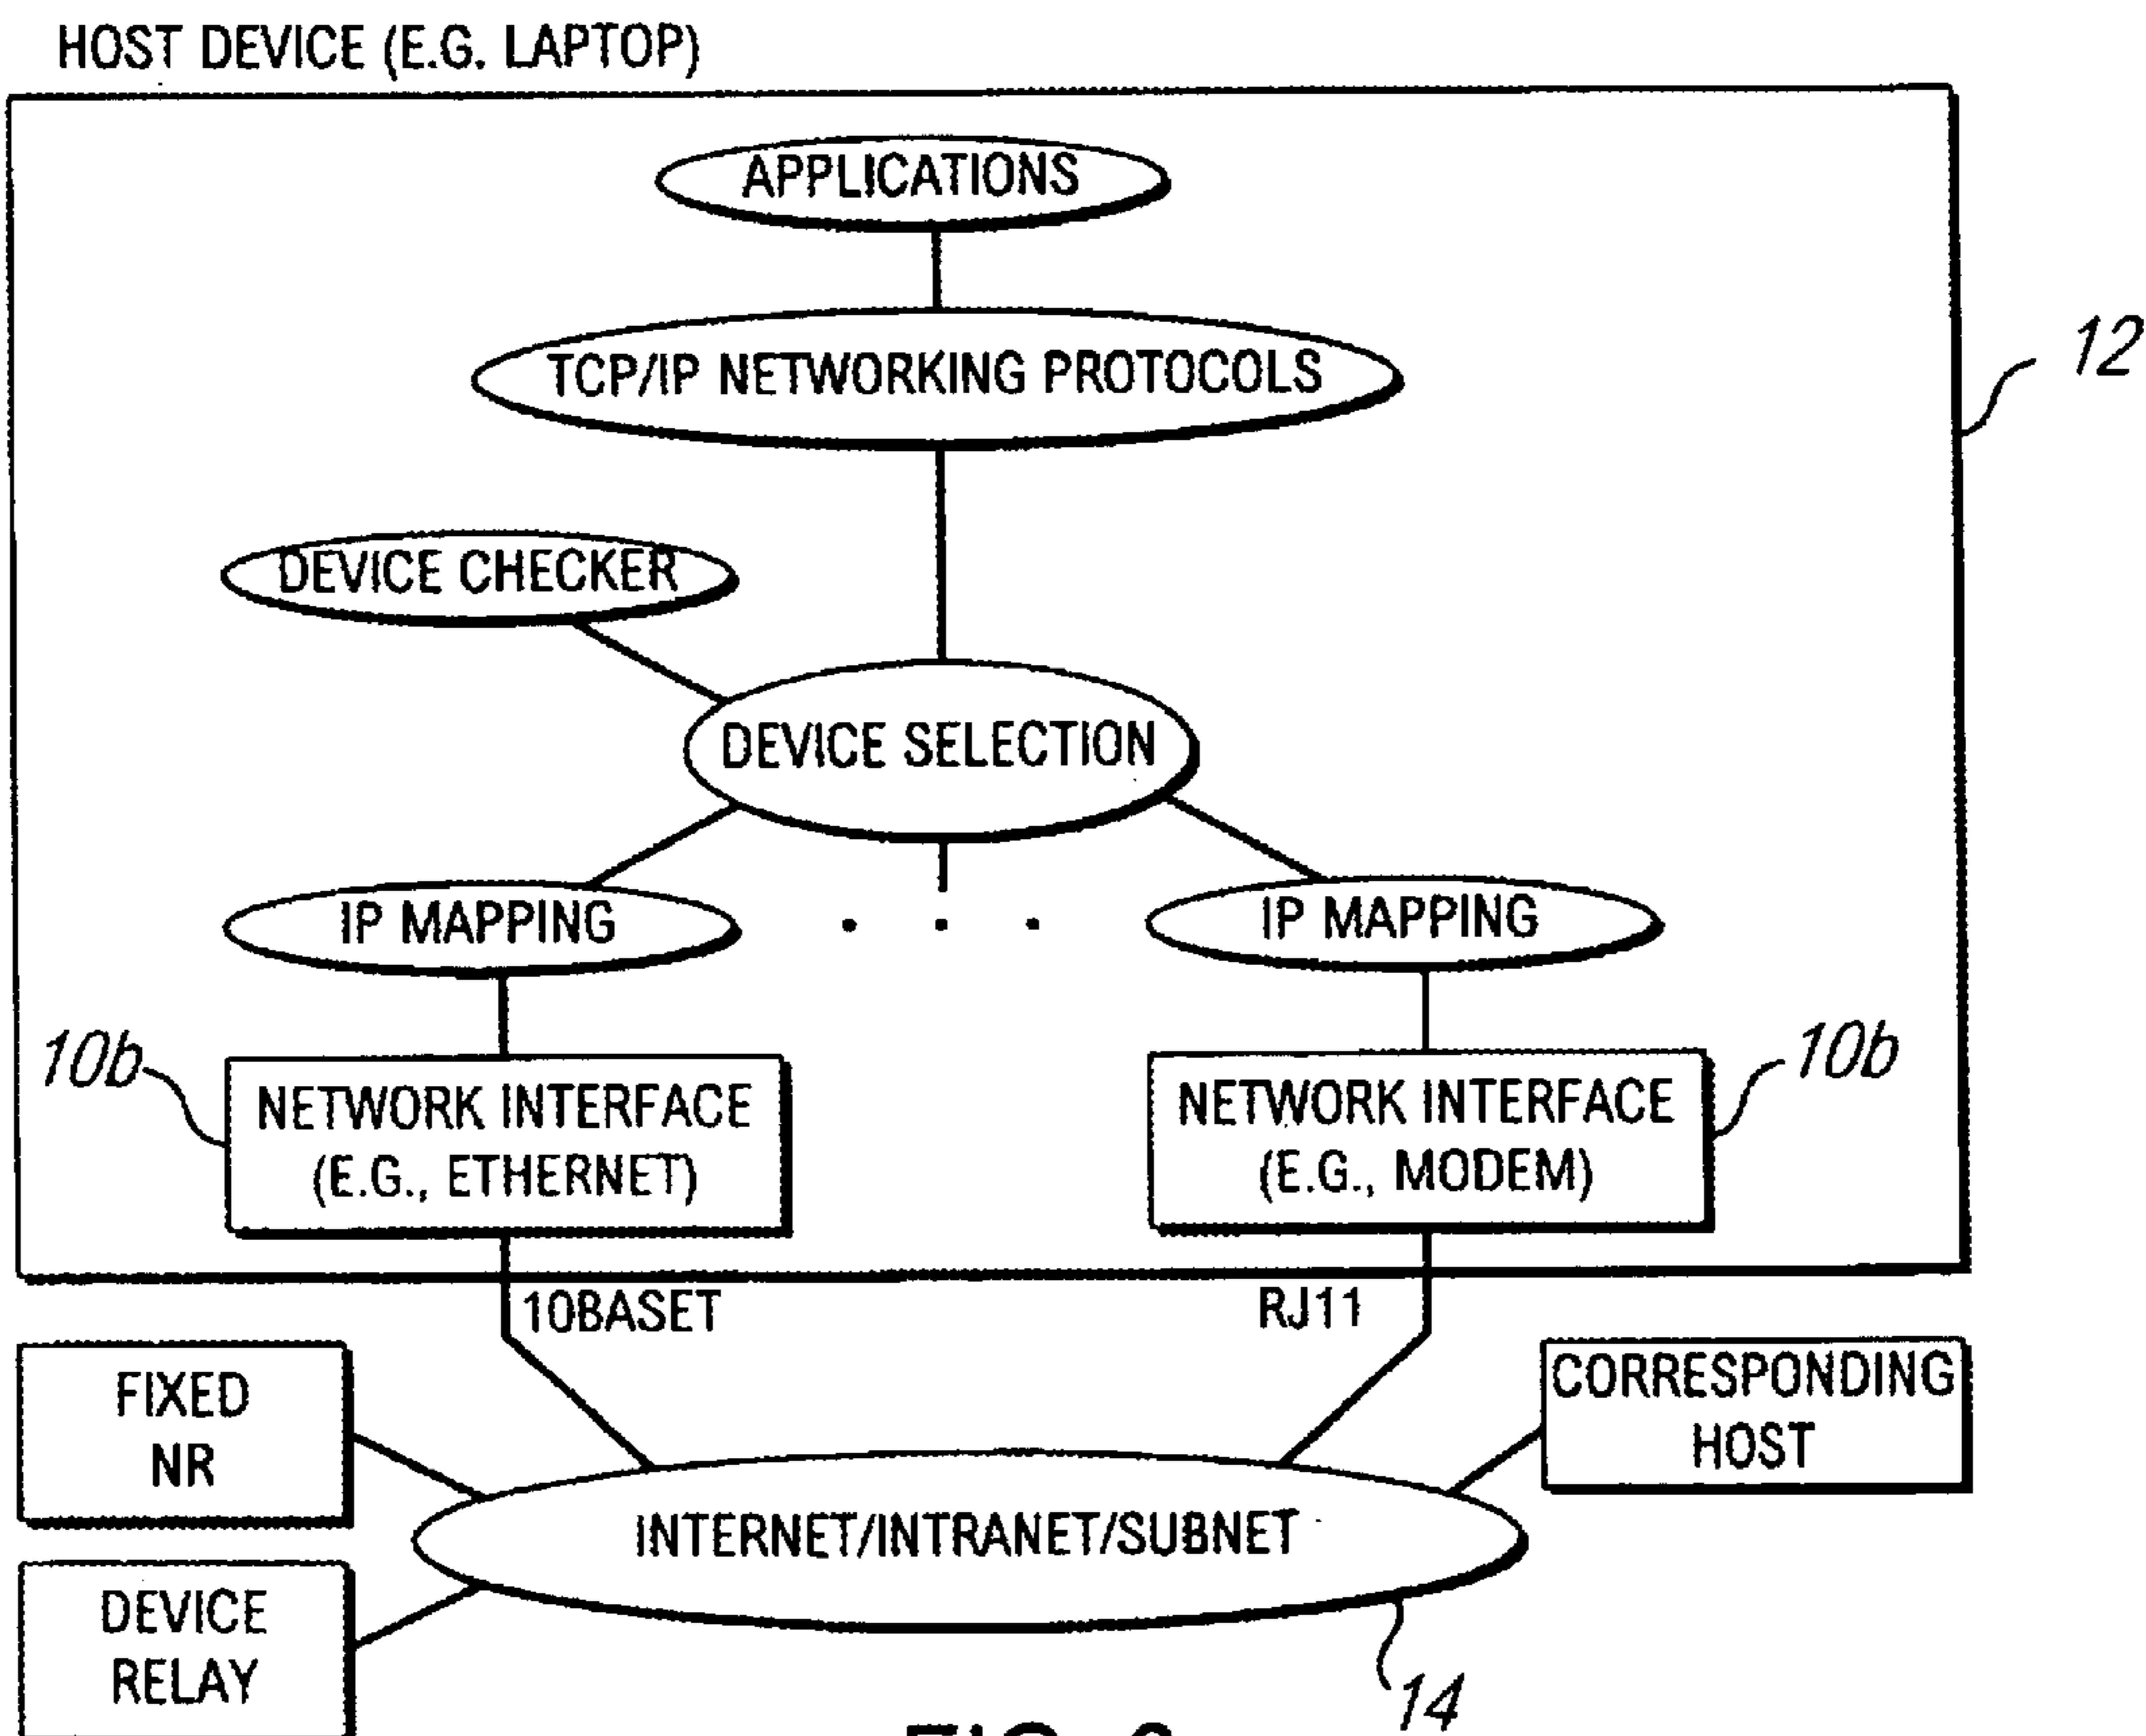 HOST DEVICE (E.G. LAPTOP)
APPLICATIONS
TCP/IP NETWORKING PROTOCOLS
12
DEVICE CHECKER
DEVICE SELECTION
IP MAPPING
. . .
IP MAPPING
10b
NETWORK INTERFACE
(E.G., ETHERNET)
NETWORK INTERFACE
(E.G., MODEM)
10b
10BASET
RJ11
FIXED
NR
CORRESPONDING
HOST
INTERNET/INTRANET/SUBNET
DEVICE
RELAY
14